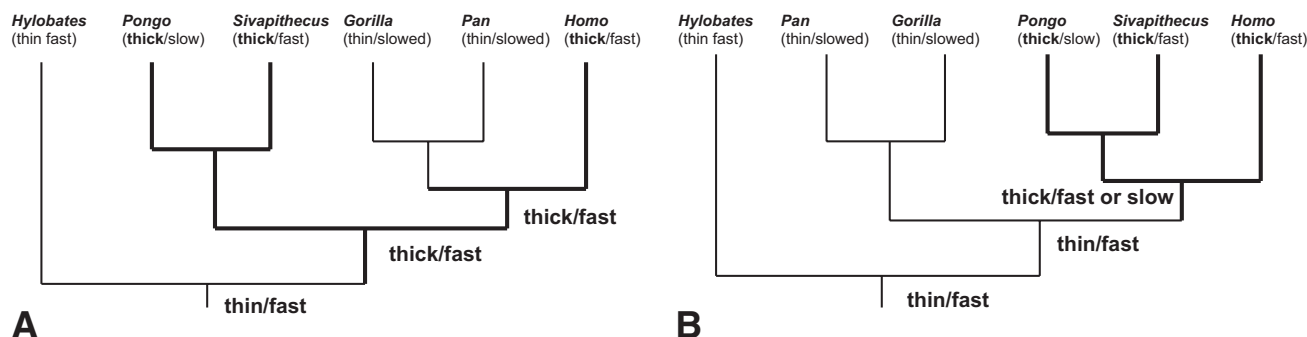 Hylobates Pongo Sivapithecus Gorilla Pan Homo
(thin fast) (thick/slow) (thick/fast) (thin/slowed) (thin/slowed) (thick/fast)
thick/fast
thick/fast
thin/fast
A
Hylobates Pan Gorilla Pongo Sivapithecus Homo
(thin fast) (thin/slowed) (thin/slowed) (thick/slow) (thick/fast) (thick/fast)
thick/fast or slow
thin/fast
thin/fast
B